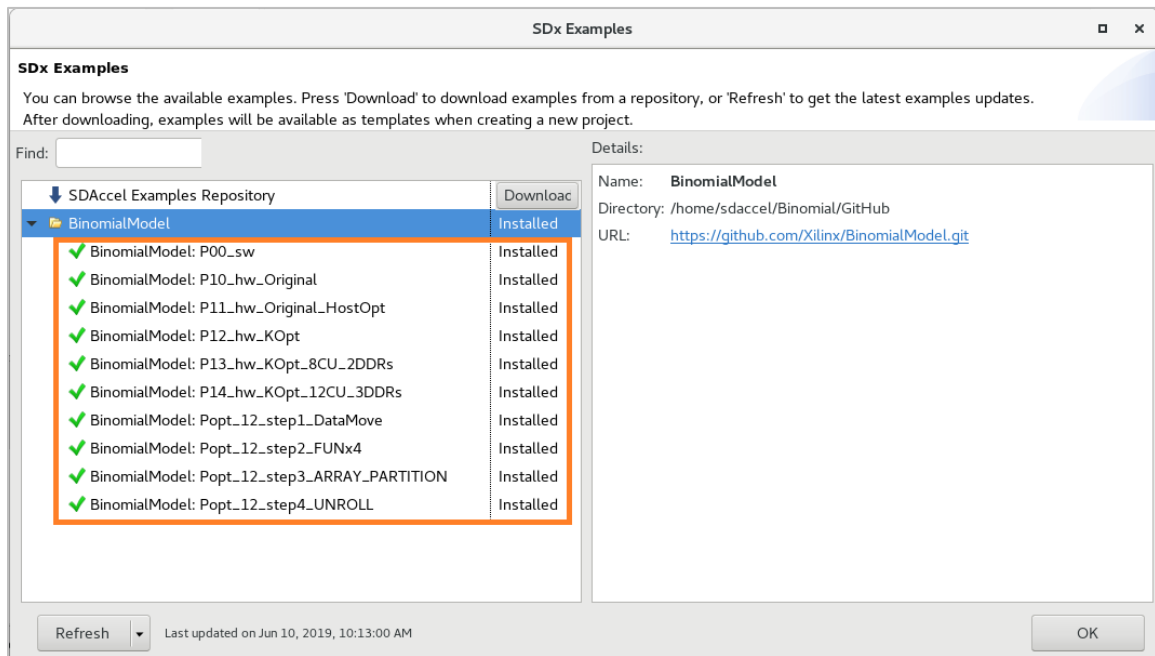 SDx Examples
SDx Examples
You can browse the available examples. Press 'Download' to download examples from a repository, or 'Refresh' to get the latest examples updates.
After downloading, examples will be available as templates when creating a new project.
Find:
SDAccel Examples Repository Downloac
BinomialModel Installed
BinomialModel: P00_sw Installed
BinomialModel: P10_hw_Original Installed
BinomialModel: P11_hw_Original_HostOpt Installed
BinomialModel: P12_hw_KOpt Installed
BinomialModel: P13_hw_KOpt_8CU_2DDRs Installed
BinomialModel: P14_hw_KOpt_12CU_3DDRs Installed
BinomialModel: Popt_12_step1_DataMove Installed
BinomialModel: Popt_12_step2_FUNx4 Installed
BinomialModel: Popt_12_step3_ARRAY_PARTITION Installed
BinomialModel: Popt_12_step4_UNROLL Installed
Details:
Name: BinomialModel
Directory: /home/sdaccel/Binomial/GitHub
URL: https://github.com/Xilinx/BinomialModel.git
Refresh Last updated on Jun 10, 2019, 10:13:00 AM
OK